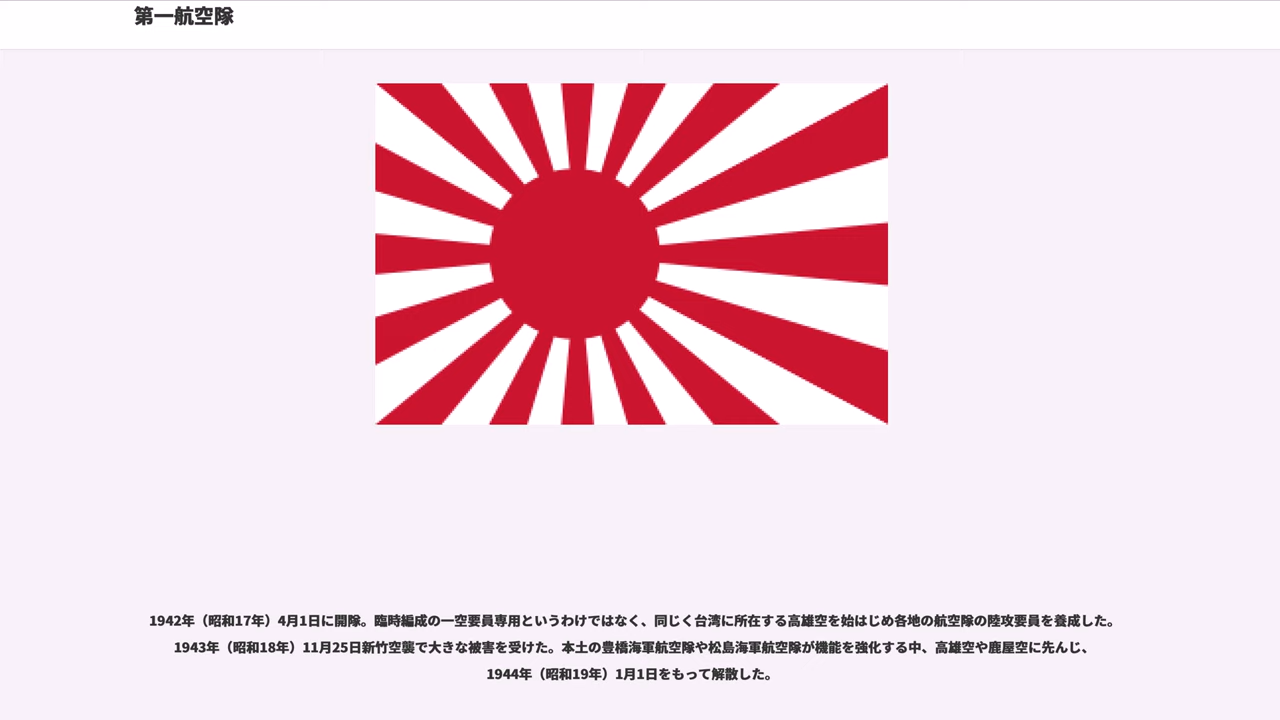 第一航空隊
1942年（昭和17年）4月1日に開隊。臨時編成の一空要員専用というわけではなく、同じく台湾に所在する高雄空を始はじめ各地の航空隊の陸攻要員を養成した。
1943年（昭和18年）11月25日新竹空襲で大きな被害を受けた。本土の豊橋海軍航空隊や松島海軍航空隊が機能を強化する中、高雄空や鹿屋空に先んじ、
1944年（昭和19年）1月1日をもって解散した。